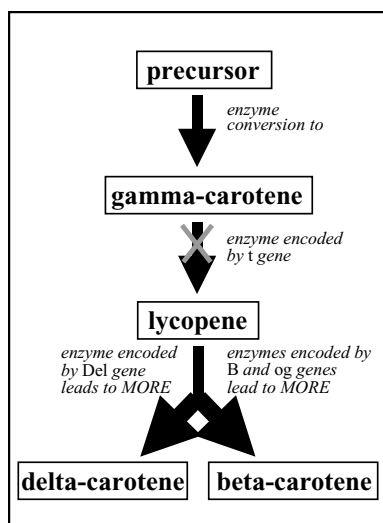 precursor
enzyme
conversion to
gamma-carotene
enzyme encoded
by t gene
lycopene
enzyme encoded
by Del gene
leads to MORE
enzymes encoded by
B and og genes
lead to MORE
delta-carotene
beta-carotene